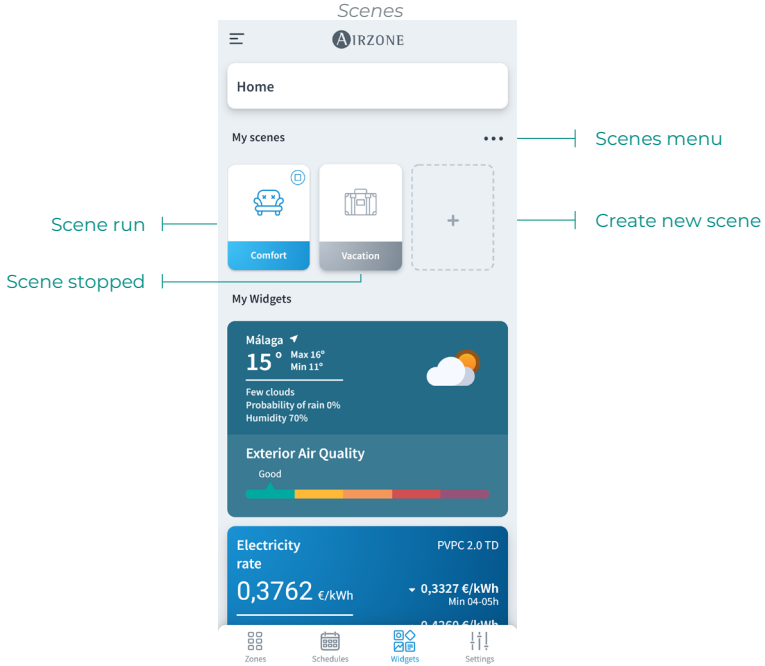 Scenes
AIRZONE
Home
My scenes
Scenes menu
Scene run
Create new scene
Comfort
Vacation
Scene stopped
My Widgets
Málaga
15°
Max 16º
Min 11º
Few clouds
Probability of rain 0%
Humidity 70%
Exterior Air Quality
Good
Electricity
rate
PVPC 2.0 TD
0,3762 €/kWh
0,3327 €/kWh
Min 04-05h
Zones
Schedules
Widgets
Settings